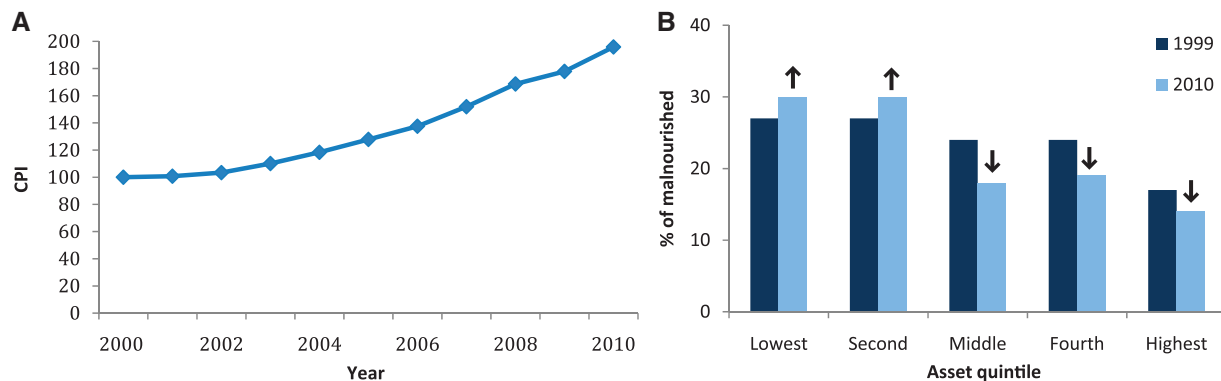 A
CPI
200
180
160
140
120
100
80
60
40
20
0
2000 2002 2004 2006 2008 2010
Year
B
% of malnourished
40
30
20
10
0
1999
2010
Lowest Second Middle Fourth Highest
Asset quintile